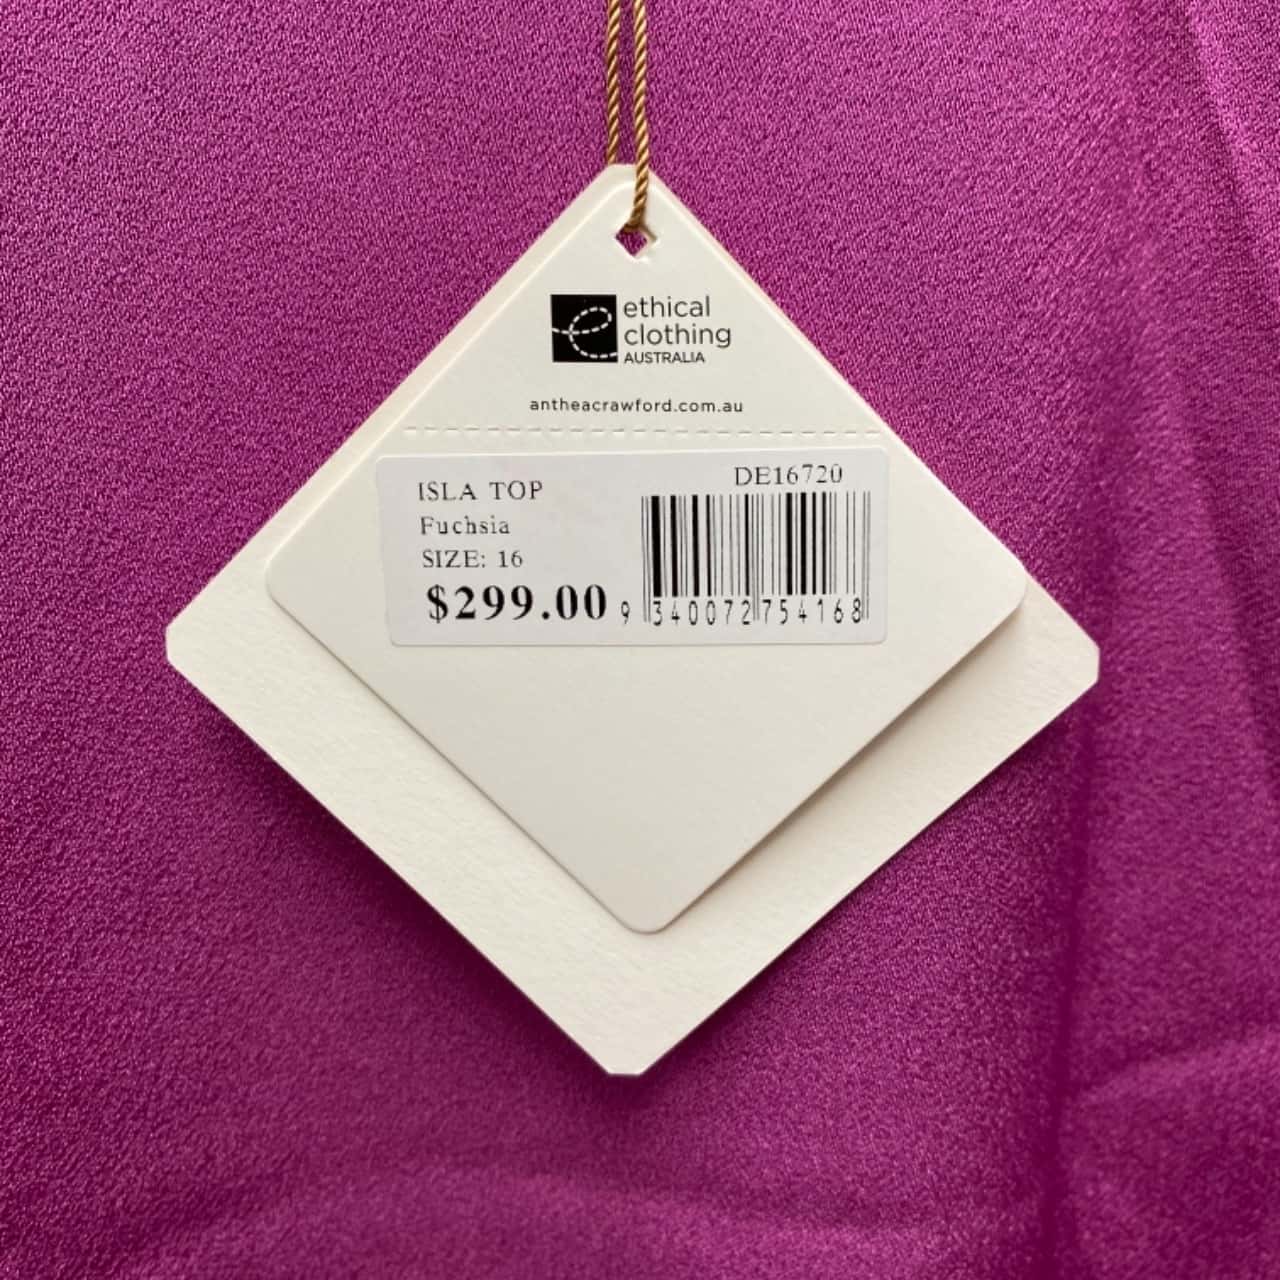 ethical
clothing
AUSTRALIA
antheacrawford.com.au
DE16720
ISLA TOP
Fuchsia
SIZE: 16
$299.00
9 340072 754168